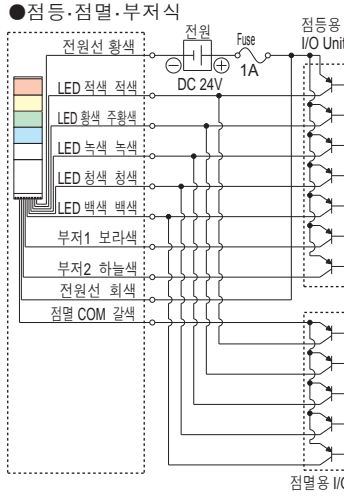 ●점등·점멸·부저식
전원
Fuse
점등용
I/O Unit
전원선 황색
DC 24V
1A
LED 적색 적색
LED 황색 주황색
LED 녹색 녹색
LED 청색 청색
LED 백색 백색
부저1 보라색
부저2 하늘색
전원선 회색
점멸 COM 갈색
점멸용 I/O